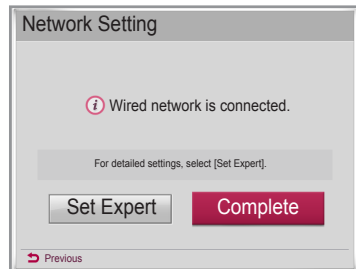 Network Setting
Wired network is connected.
For detailed settings, select [Set Expert].
Set Expert Complete
Previous